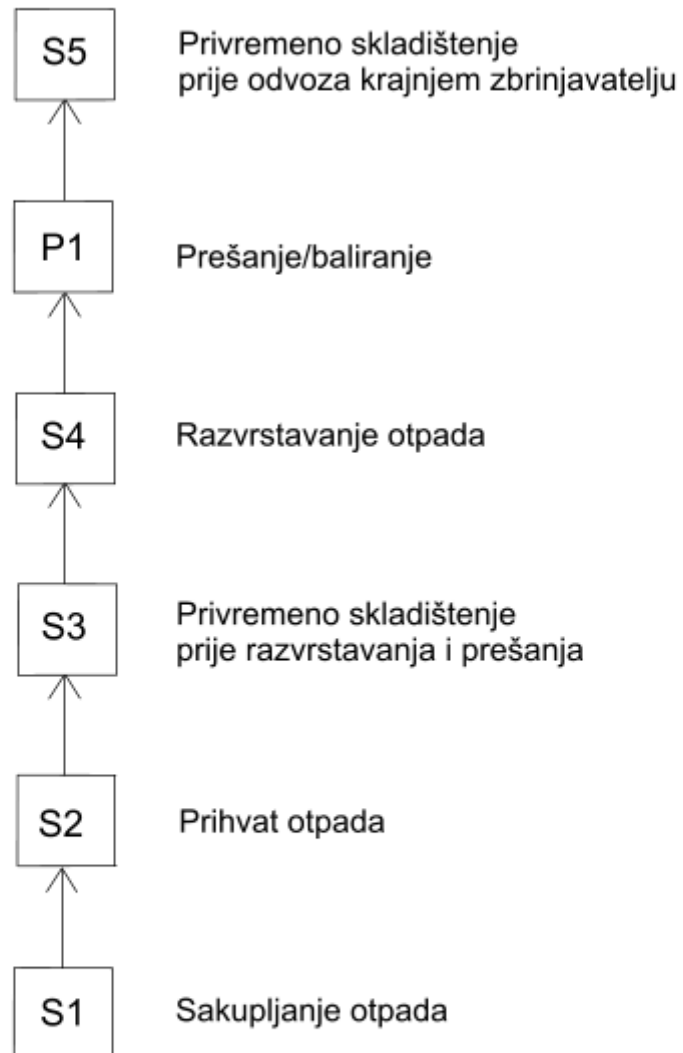 S5
Privremeno skladištenje
prije odvoza krajnjem zbrinjavatelju
P1
Prešanje/baliranje
S4
Razvrstavanje otpada
S3
Privremeno skladištenje
prije razvrstavanja i prešanja
S2
Prihvat otpada
S1
Sakupljanje otpada